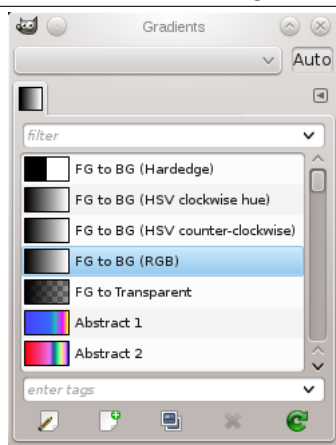 Gradients
Auto
filter
FG to BG (Hardedge)
FG to BG (HSV clockwise hue)
FG to BG (HSV counter-clockwise)
FG to BG (RGB)
FG to Transparent
Abstract 1
Abstract 2
enter tags